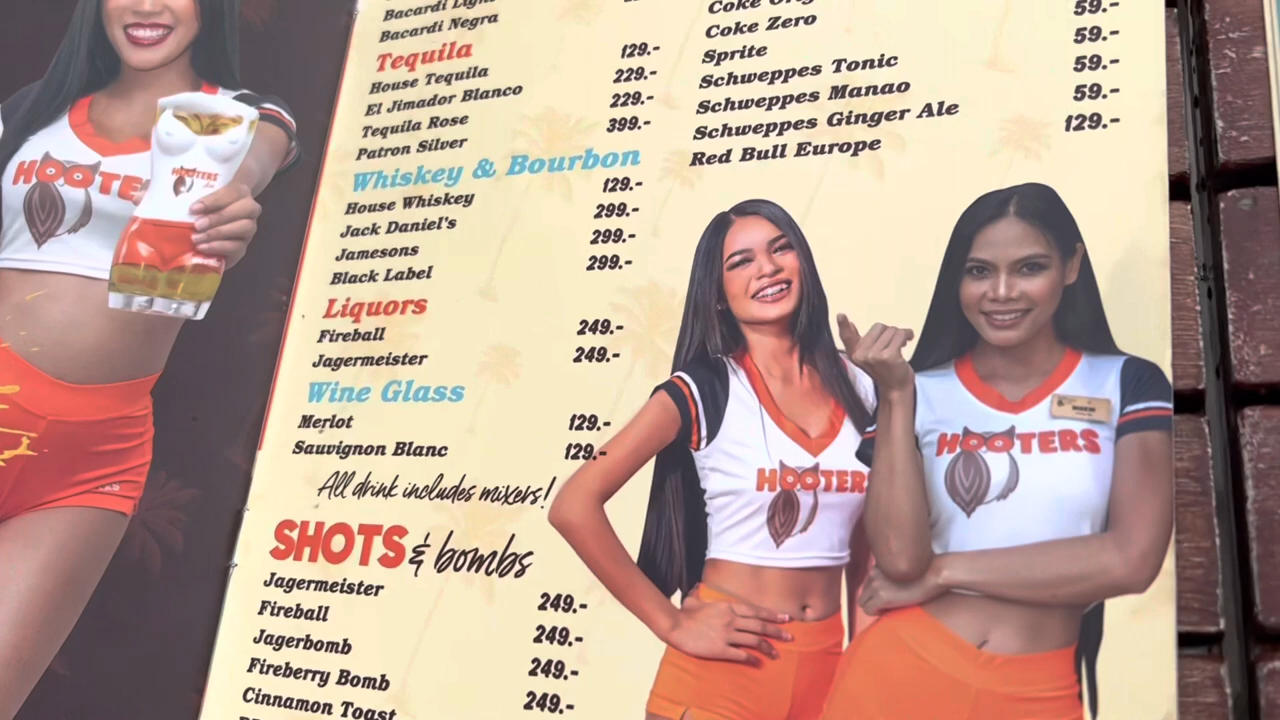 Bacardi Light
Bacardi Negra
Tequila
House Tequila 129.-
El Jimador Blanco 229.-
Tequila Rose 229.-
Patron Silver 399.-
Whiskey & Bourbon
House Whiskey 129.-
Jack Daniel's 299.-
Jamesons 299.-
Black Label 299.-
Liquors
Fireball 249.-
Jagermeister 249.-
Wine Glass
Merlot 129.-
Sauvignon Blanc 129.-
All drink includes mixers!
SHOTS & bombs
Jagermeister 249.-
Fireball 249.-
Jagerbomb 249.-
Fireberry Bomb 249.-
Cinnamon Toast
Coke
Coke Zero 59.-
Sprite 59.-
Schweppes Tonic 59.-
Schweppes Manao 59.-
Schweppes Ginger Ale 129.-
Red Bull Europe
HOOTE
HOOTERS
HOOTERS
HOOTERS